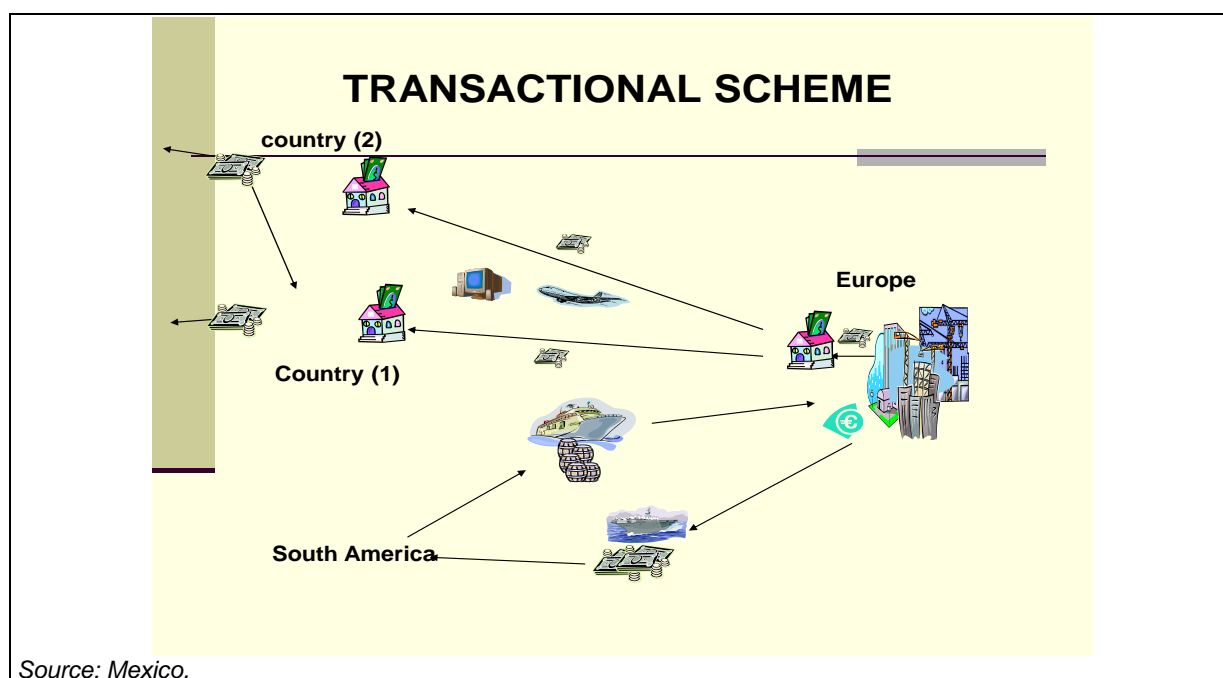 TRANSACTIONAL SCHEME
country (2)
Europe
Country (1)
€
South America
Source: Mexico.